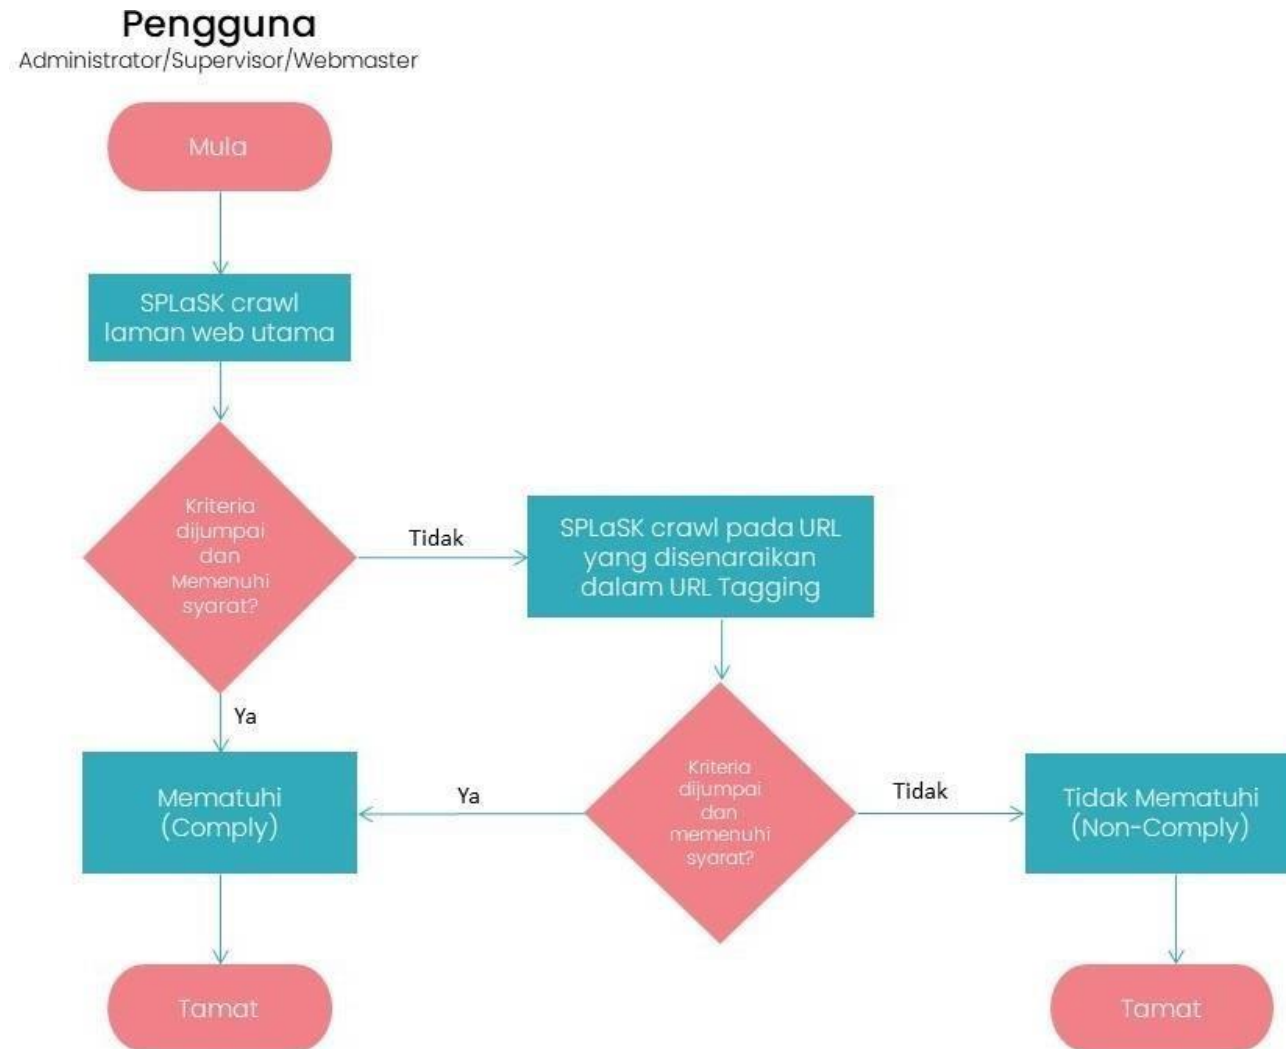 Pengguna
Administrator/Supervisor/Webmaster
Mula
SPLaSK crawl
laman web utama
Kriteria
dijumpai
dan
Memenuhi
syarat?
Tidak
SPLaSK crawl pada URL
yang disenaraikan
dalam URL Tagging
Ya
Mematuhi
(Comply)
Ya
Kriteria
dijumpai
dan
memenuhi
syarat?
Tidak
Tidak Mematuhi
(Non-Comply)
Tamat
Tamat